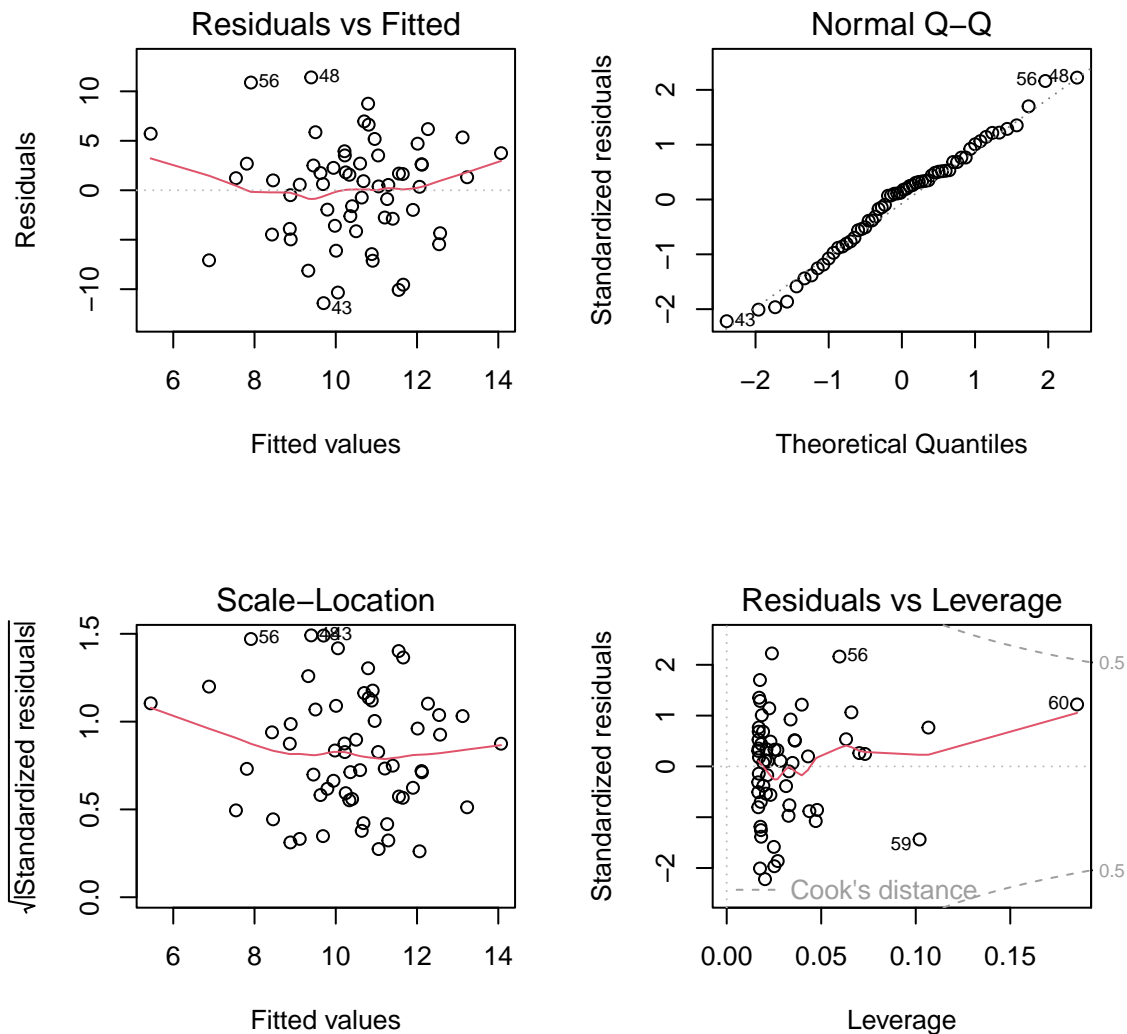 Residuals vs Fitted
Residuals
10
5
0
−10
56
48
43
6 8 10 12 14
Fitted values
Normal Q−Q
Standardized residuals
2
1
0
−1
−2
56
48
43
−2 −1 0 1 2
Theoretical Quantiles
Scale−Location
√|Standardized residuals|
1.5
1.0
0.5
0.0
56
48
43
6 8 10 12 14
Fitted values
Residuals vs Leverage
Standardized residuals
2
1
0
−2
56
60
59
0.5
0.5
Cook's distance
0.00 0.05 0.10 0.15
Leverage